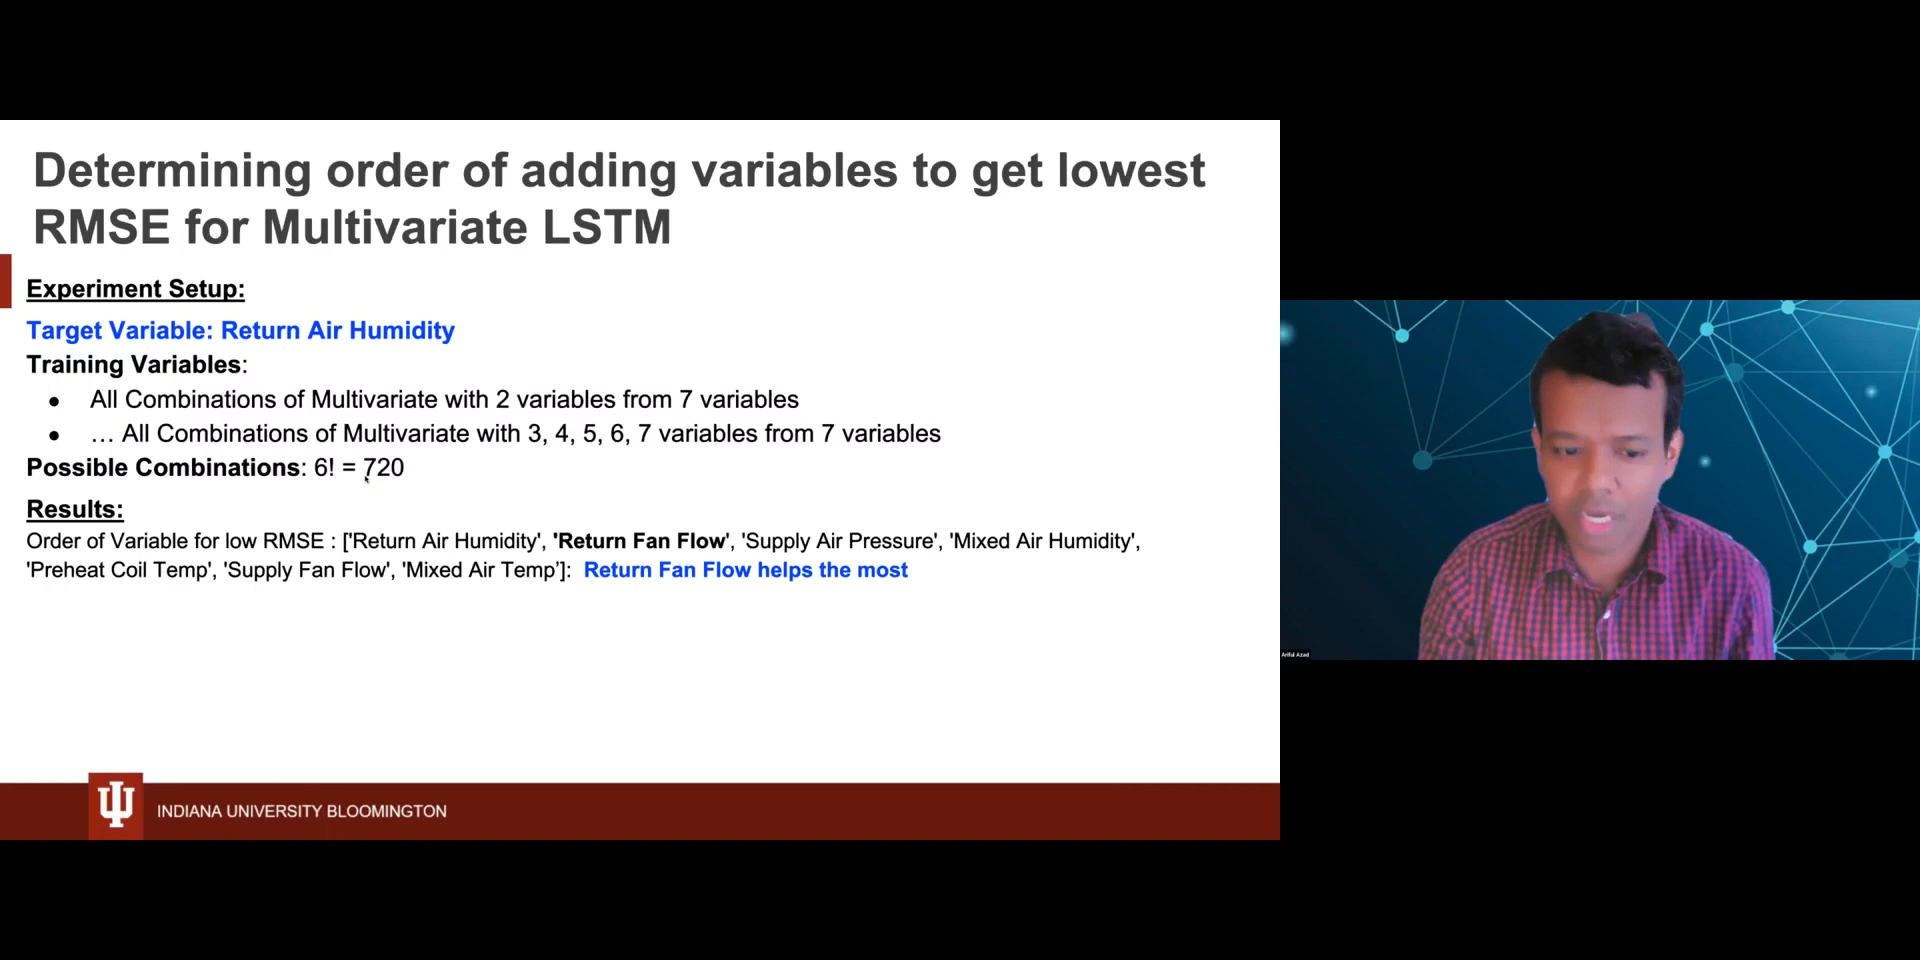 Determining order of adding variables to get lowest
RMSE for Multivariate LSTM
Experiment Setup:
Target Variable: Return Air Humidity
Training Variables:
● All Combinations of Multivariate with 2 variables from 7 variables
● … All Combinations of Multivariate with 3, 4, 5, 6, 7 variables from 7 variables
Possible Combinations: 6! = 720
Results:
Order of Variable for low RMSE : ['Return Air Humidity', 'Return Fan Flow', 'Supply Air Pressure', 'Mixed Air Humidity',
'Preheat Coil Temp', 'Supply Fan Flow', 'Mixed Air Temp’]: Return Fan Flow helps the most
INDIANA UNIVERSITY BLOOMINGTON
Ariful Azad